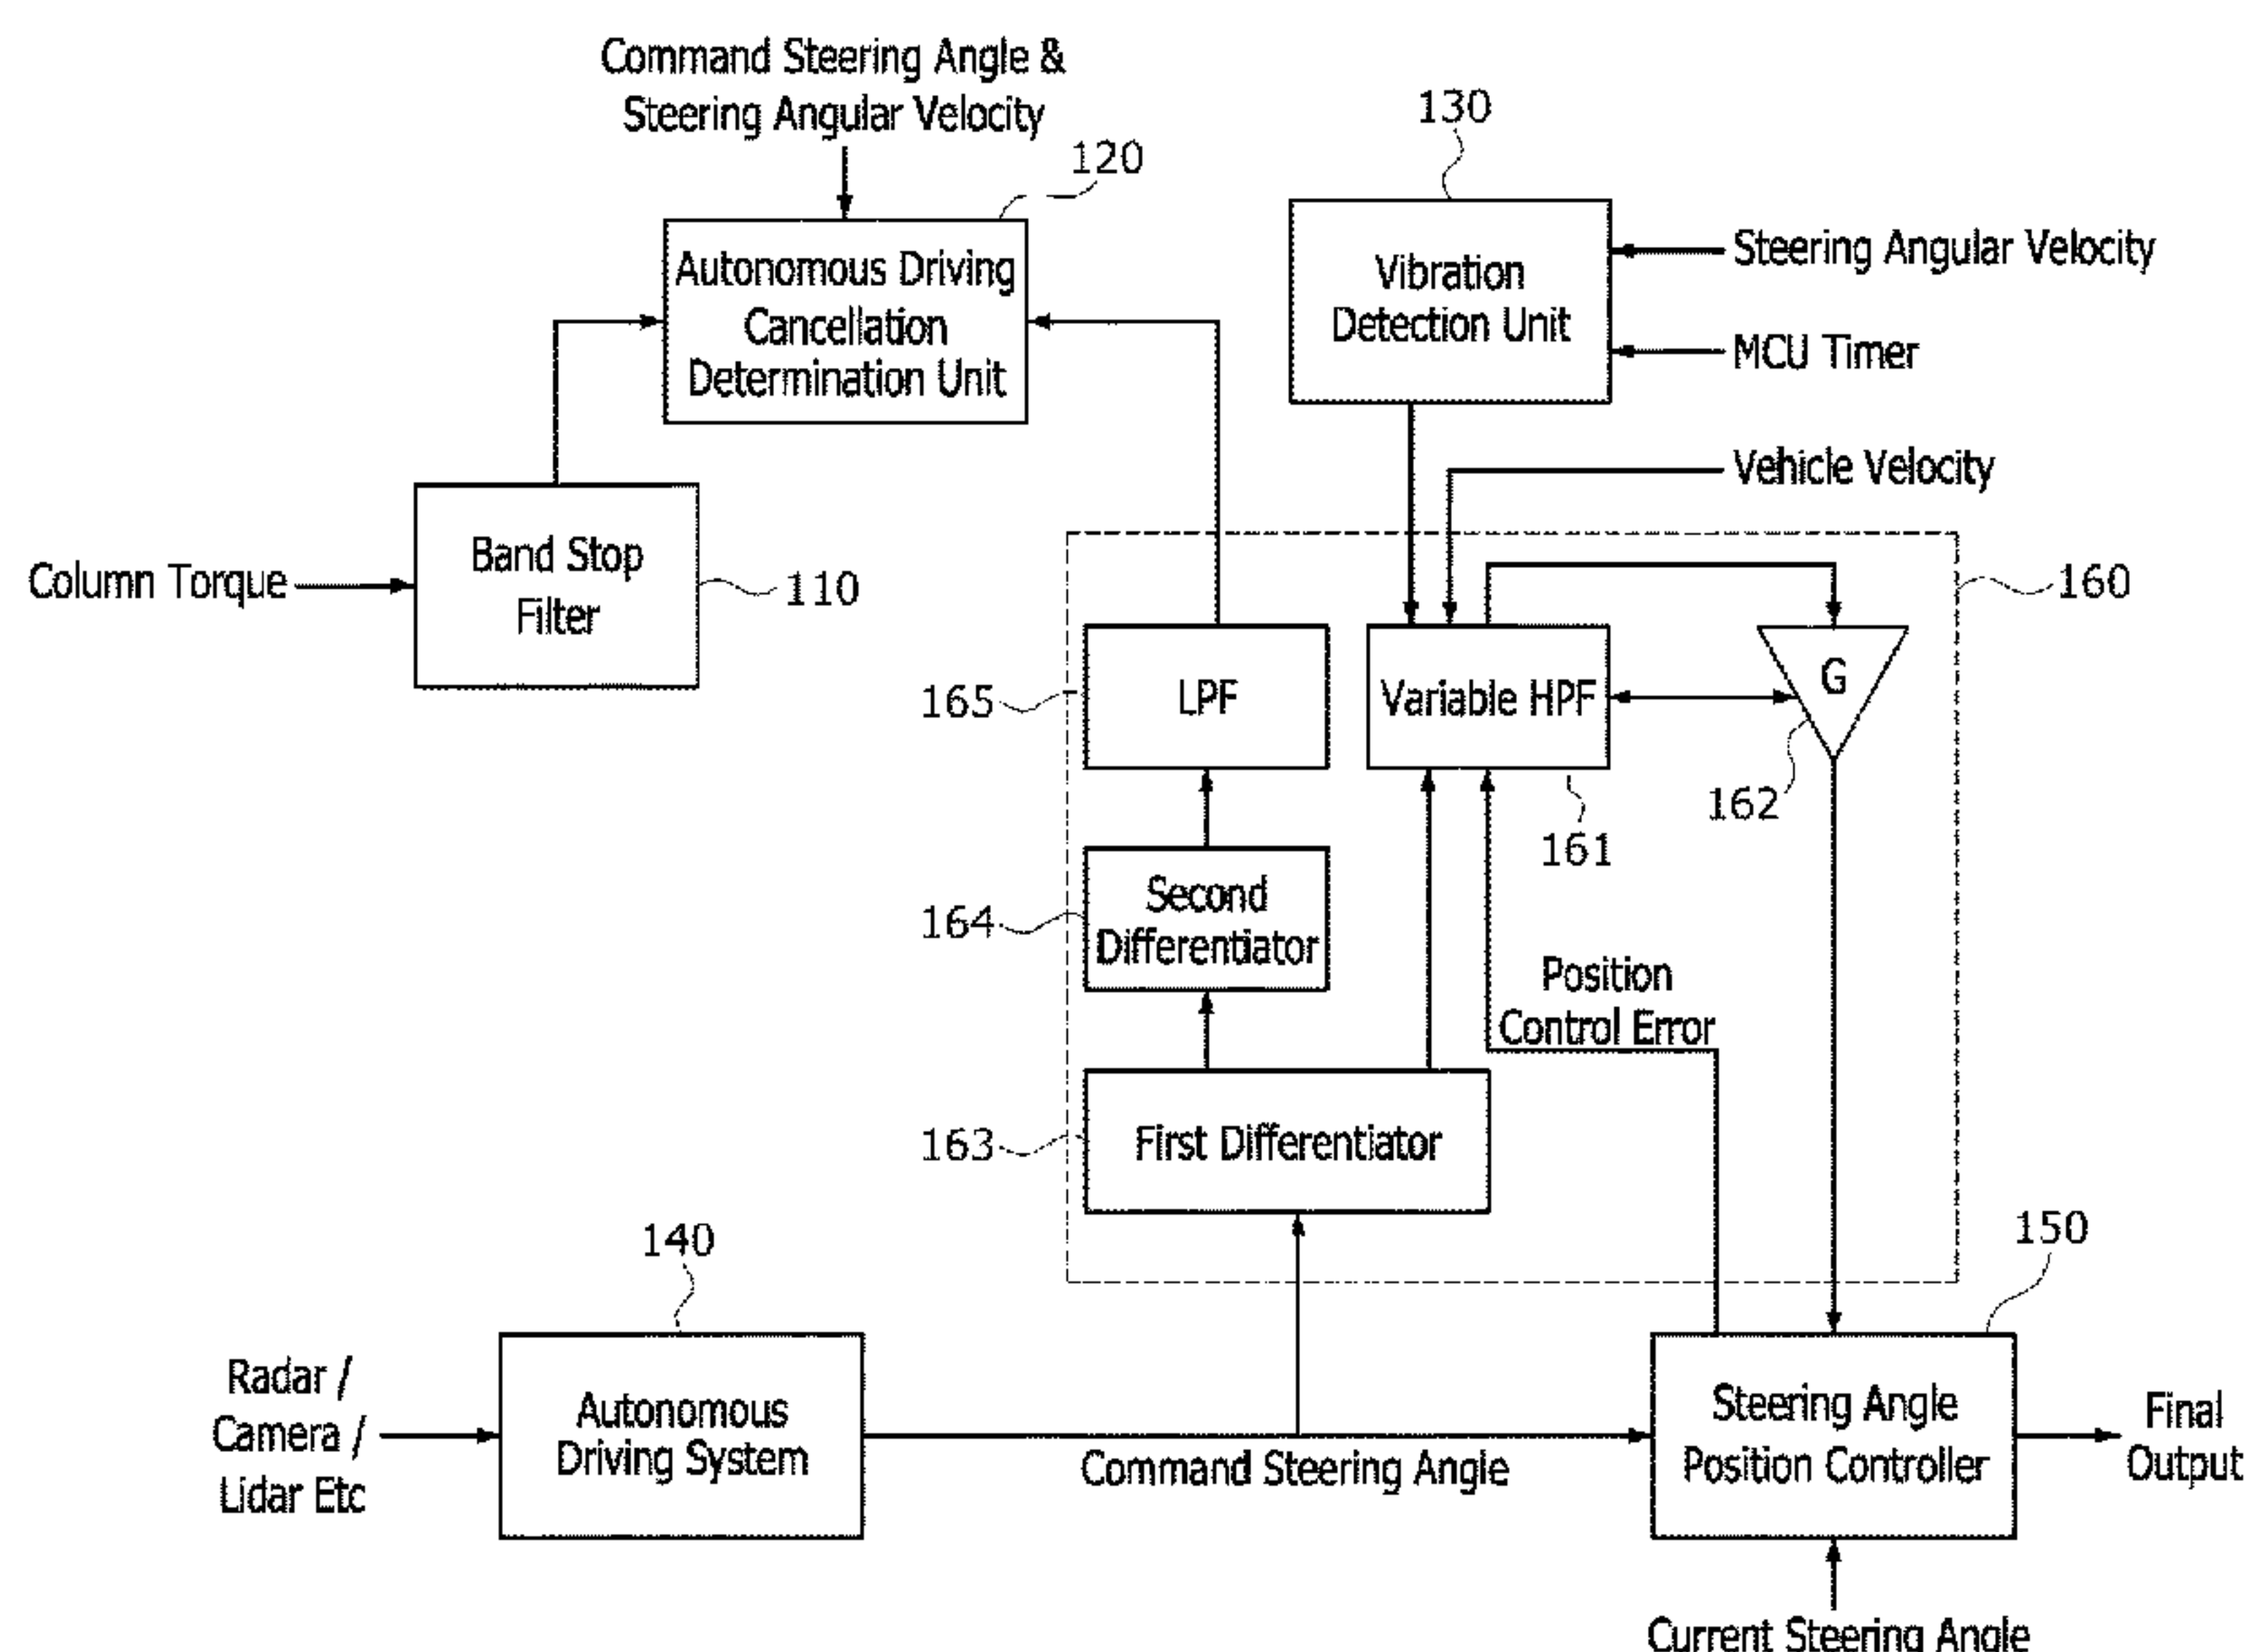 Command Steering Angle &
Steering Angular Velocity
120
130
Autonomous Driving
Cancellation
Determination Unit
Vibration
Detection Unit
Steering Angular Velocity
MCU Timer
Vehicle Velocity
Column Torque
Band Stop
Filter
110
160
165
LPF
Variable HPF
G
162
161
164
Second
Differentiator
Position
Control Error
163
First Differentiator
140
150
Radar /
Camera /
Lidar Etc
Autonomous
Driving System
Command Steering Angle
Steering Angle
Position Controller
Final
Output
Current Steering Angle